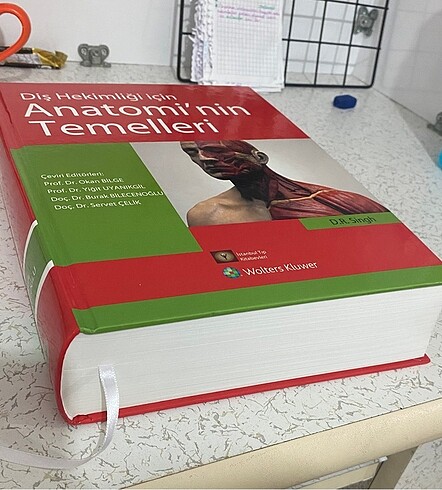 Diş Hekimliği için
Anatomi'nin
Temelleri
Çeviri Editörleri:
Prof. Dr. Okan BİLGE
Prof. Dr. Yiğit UYANIKGİL
Doç. Dr. Burak BİLECENOĞLU
Doç. Dr. Servet ÇELİK
D.R. Singh
İstanbul Tıp
Kitabevleri
Wolters Kluwer